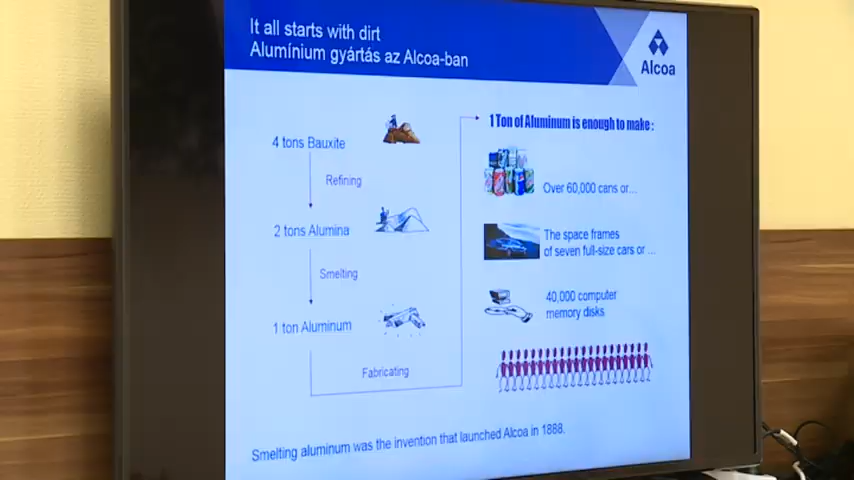 It all starts with dirt
Alumínium gyártás az Alcoa-ban
Alcoa
4 tons Bauxite
Refining
2 tons Alumina
Smelting
1 ton Aluminum
Fabricating
1 Ton of Aluminum is enough to make :
Over 60,000 cans or...
The space frames
of seven full-size cars or ...
40,000 computer
memory disks
Smelting aluminum was the invention that launched Alcoa in 1888.